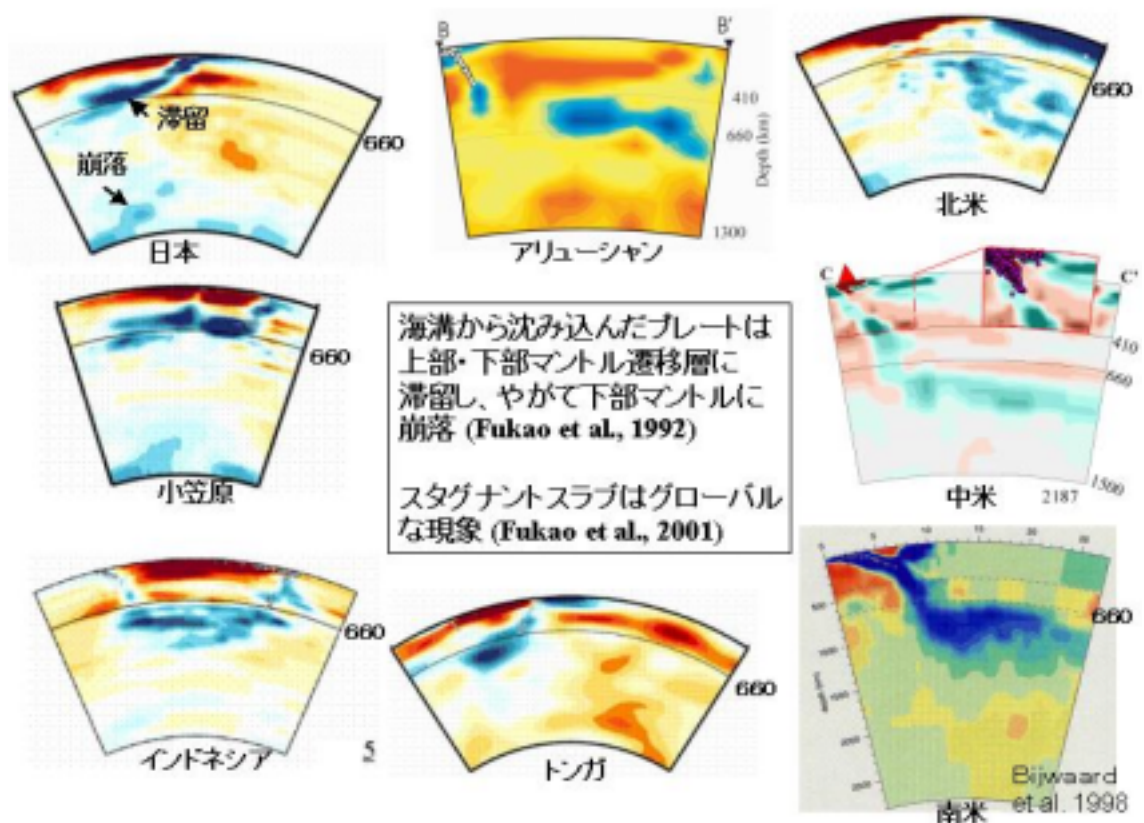 滞留
崩落
660
日本
B
B'
410
660
Depth (km)
1300
アリューシャン
660
北米
660
小笠原
海溝から沈み込んだプレートは
上部・下部マントル遷移層に
滞留し、やがて下部マントルに
崩落 (Fukao et al., 1992)
スタグナントスラブはグローバル
な現象 (Fukao et al., 2001)
C
C'
410
660
1500
2187
中米
660
インドネシア
660
トンガ
0
5
10
15
20
660
Bijwaard
et al. 1998
南米